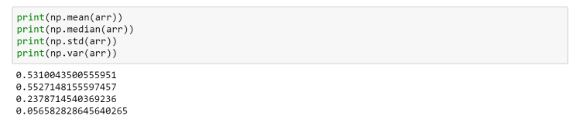 print(np.mean(arr))
print(np.median(arr))
print(np.std(arr))
print(np.var(arr))
0.5310043500555951
0.5527148155597457
0.2378714540369236
0.056582828645640265